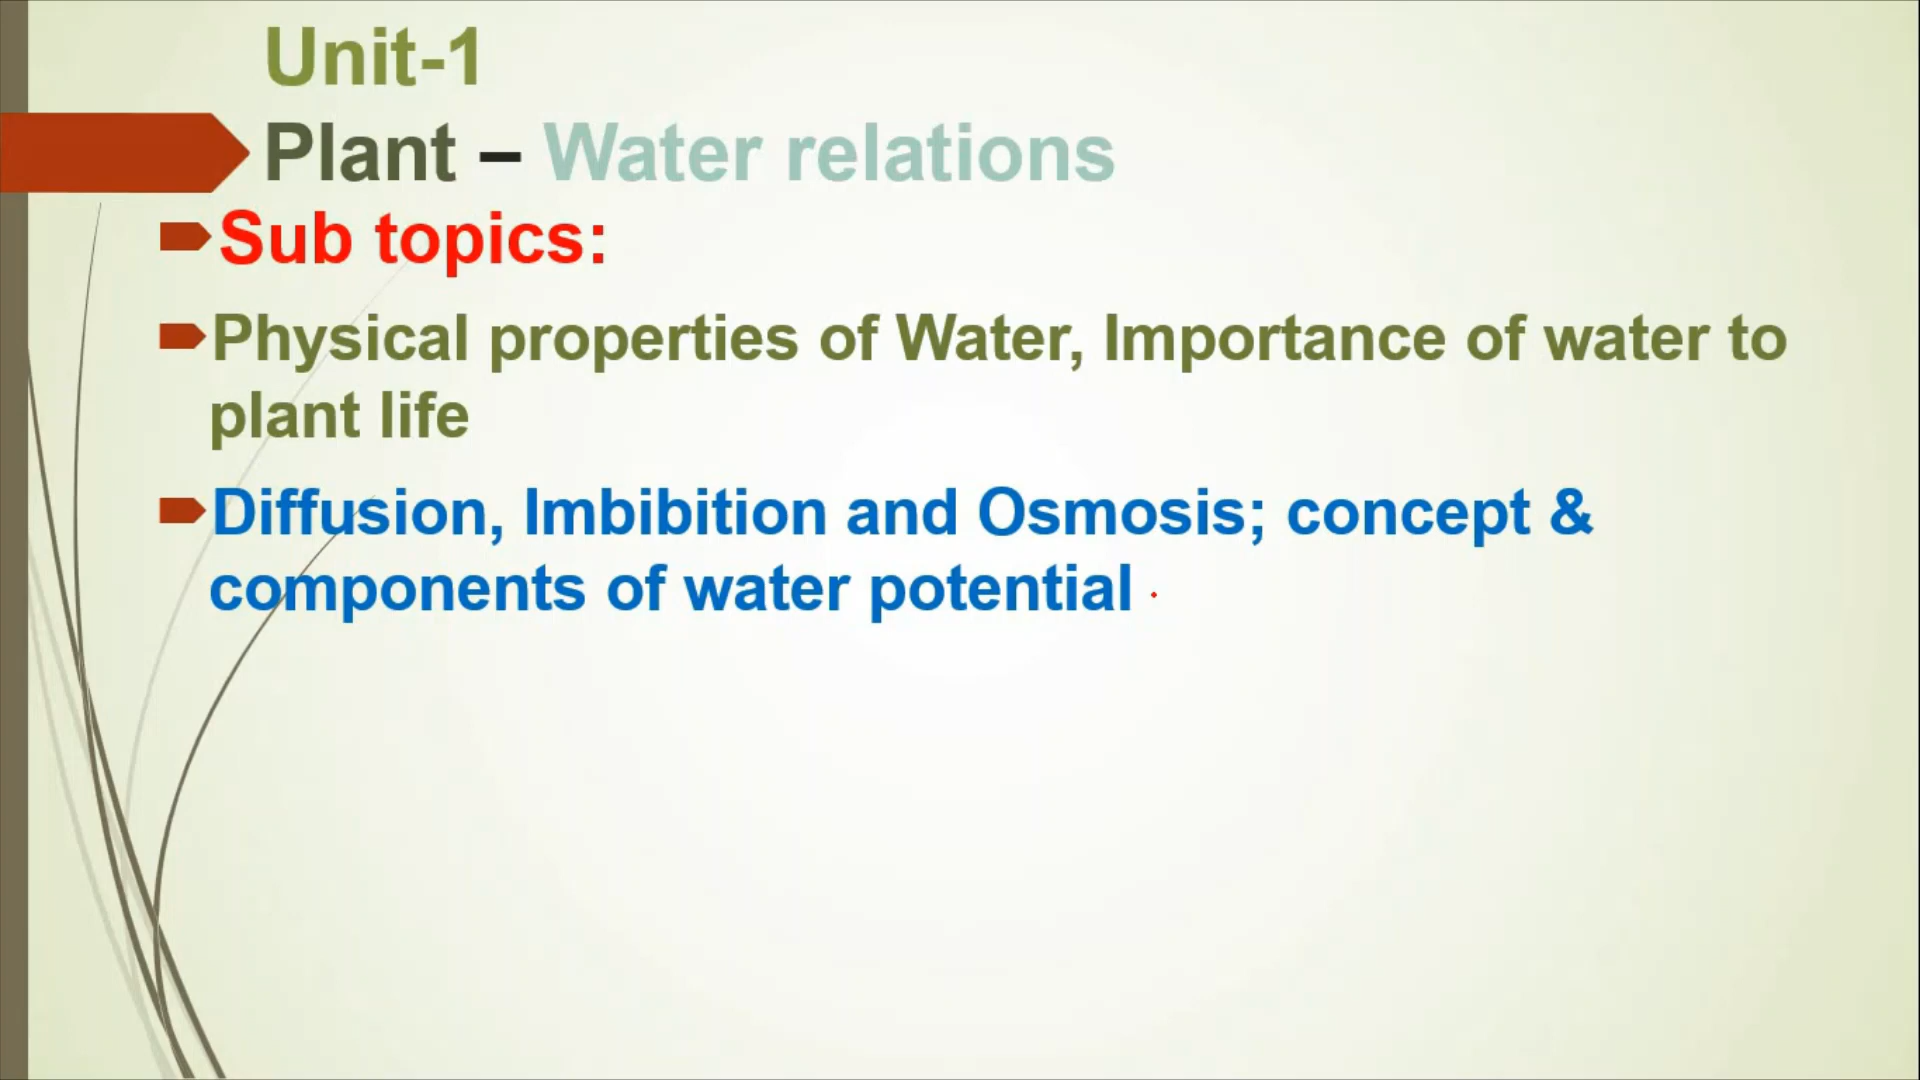 Unit-1
Plant – Water relations
Sub topics:
Physical properties of Water, Importance of water to
plant life
Diffusion, Imbibition and Osmosis; concept &
components of water potential